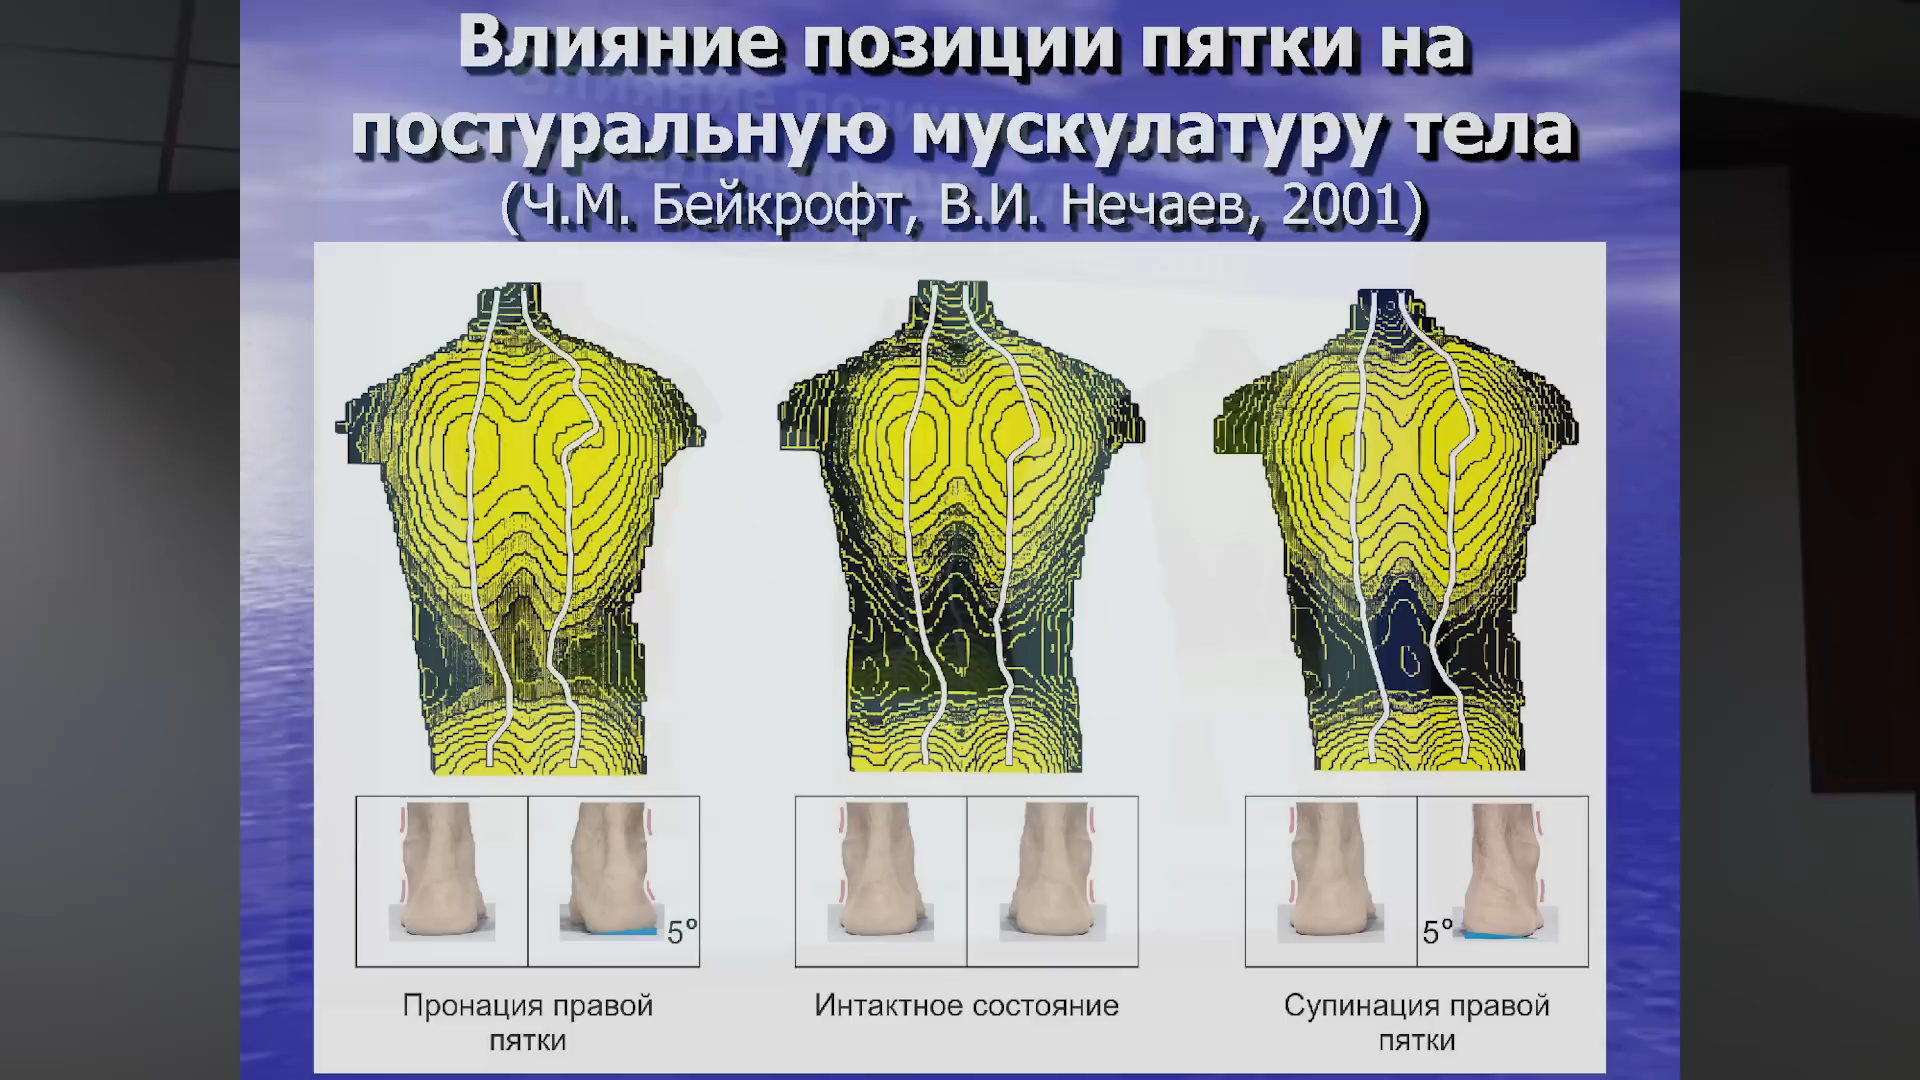 Влияние позиции пятки на
постуральную мускулатуру тела
(Ч.М. Бейкрофт, В.И. Нечаев, 2001)
5°
5°
Пронация правой
пятки
Интактное состояние
Супинация правой
пятки